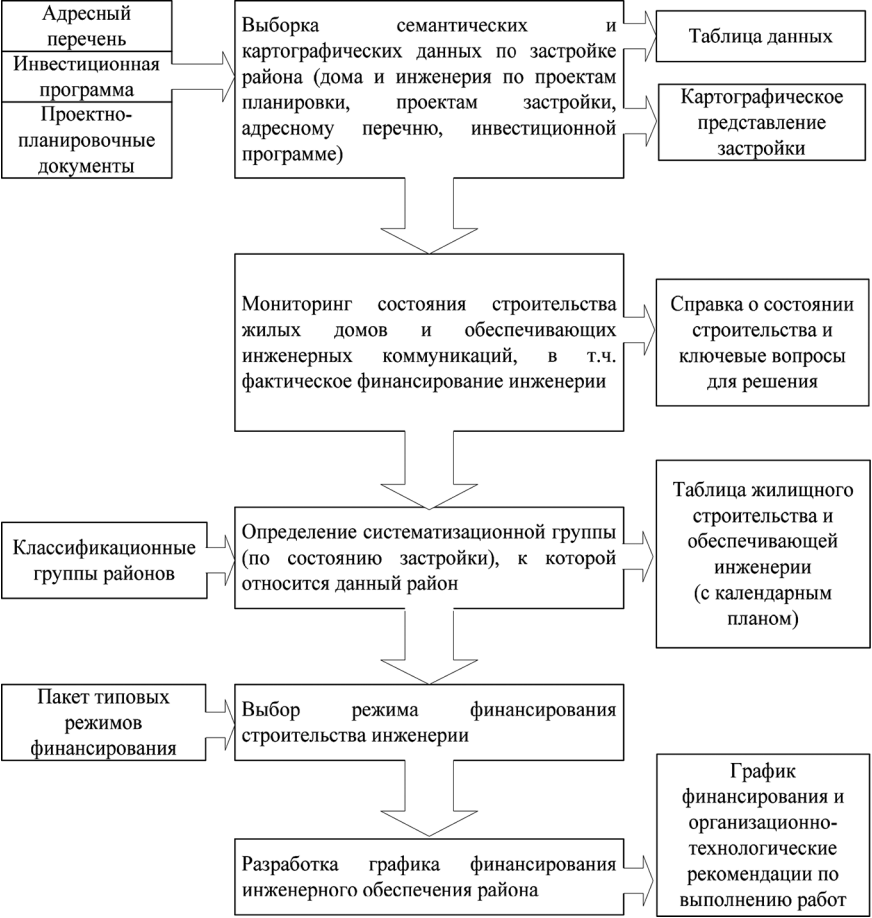 Адресный
перечень
Инвестиционная
программа
Проектно-
планировочные
документы
Выборка семантических и
картографических данных по застройке
района (дома и инженерия по проектам
планировки, проектам застройки,
адресному перечню, инвестиционной
программе)
Таблица данных
Картографическое
представление
застройки
Мониторинг состояния строительства
жилых домов и обеспечивающих
инженерных коммуникаций, в т.ч.
фактическое финансирование инженерии
Справка о состоянии
строительства и
ключевые вопросы
для решения
Классификационные
группы районов
Определение систематизационной группы
(по состоянию застройки), к которой
относится данный район
Таблица жилищного
строительства и
обеспечивающей
инженерии
(с календарным
планом)
Пакет типовых
режимов
финансирования
Выбор режима финансирования
строительства инженерии
Разработка графика финансирования
инженерного обеспечения района
График
финансирования и
организационно-
технологические
рекомендации по
выполнению работ